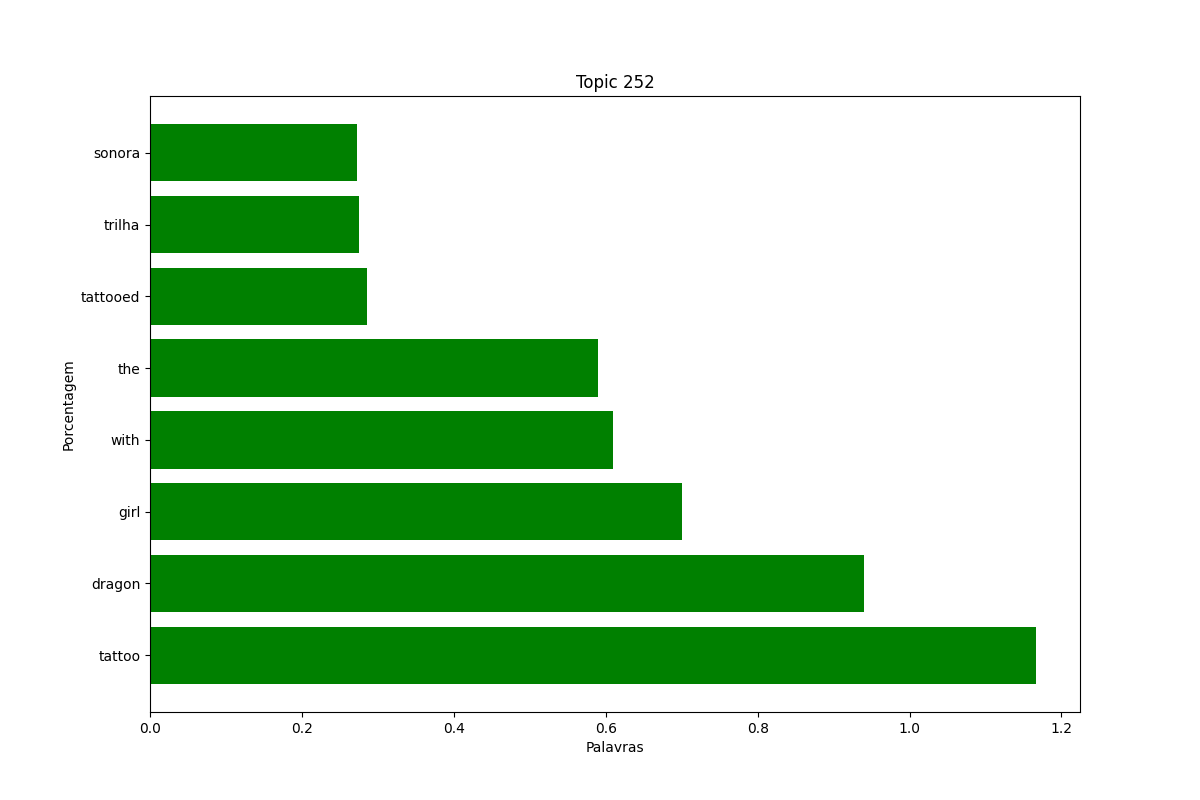 Topic 252
sonora
trilha
tattooed
the
with
girl
dragon
tattoo
Porcentagem
0.0 0.2 0.4 0.6 0.8 1.0 1.2
Palavras